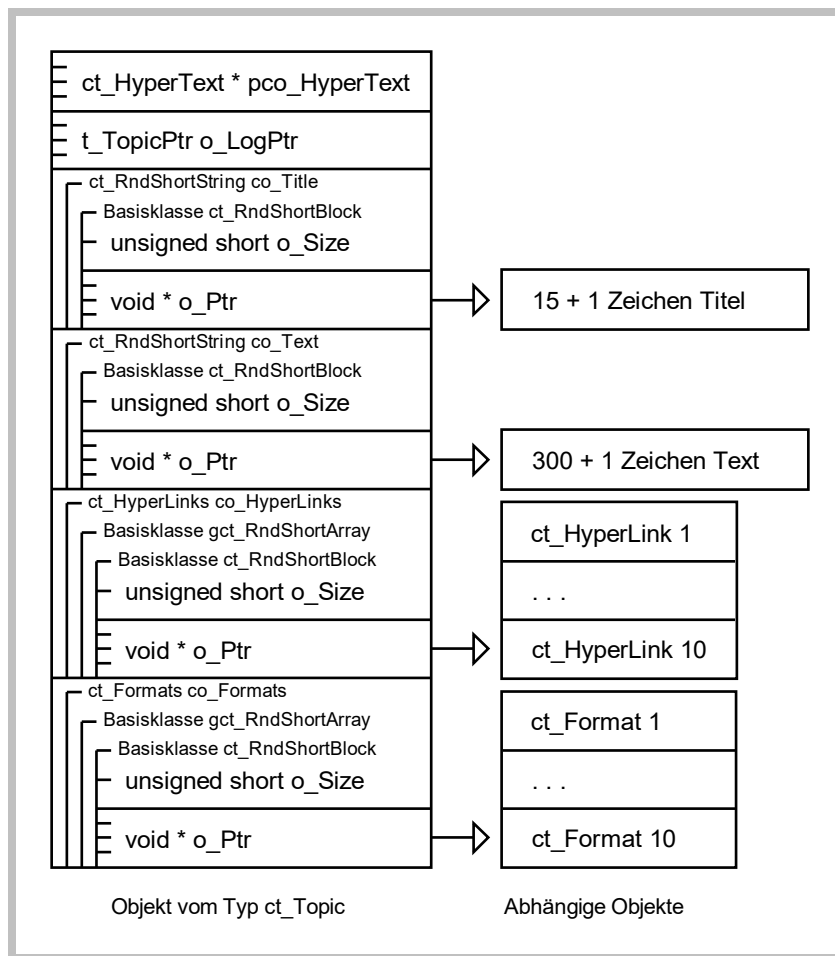 ct_HyperText * pco_HyperText
t_TopicPtr o_LogPtr
ct_RndShortString co_Title
Basisklasse ct_RndShortBlock
unsigned short o_Size
void * o_Ptr
15 + 1 Zeichen Titel
ct_RndShortString co_Text
Basisklasse ct_RndShortBlock
unsigned short o_Size
void * o_Ptr
300 + 1 Zeichen Text
ct_HyperLinks co_HyperLinks
Basisklasse gct_RndShortArray
Basisklasse ct_RndShortBlock
unsigned short o_Size
void * o_Ptr
ct_HyperLink 1
. . .
ct_HyperLink 10
ct_Formats co_Formats
Basisklasse gct_RndShortArray
Basisklasse ct_RndShortBlock
unsigned short o_Size
void * o_Ptr
ct_Format 1
. . .
ct_Format 10
Objekt vom Typ ct_Topic
Abhängige Objekte